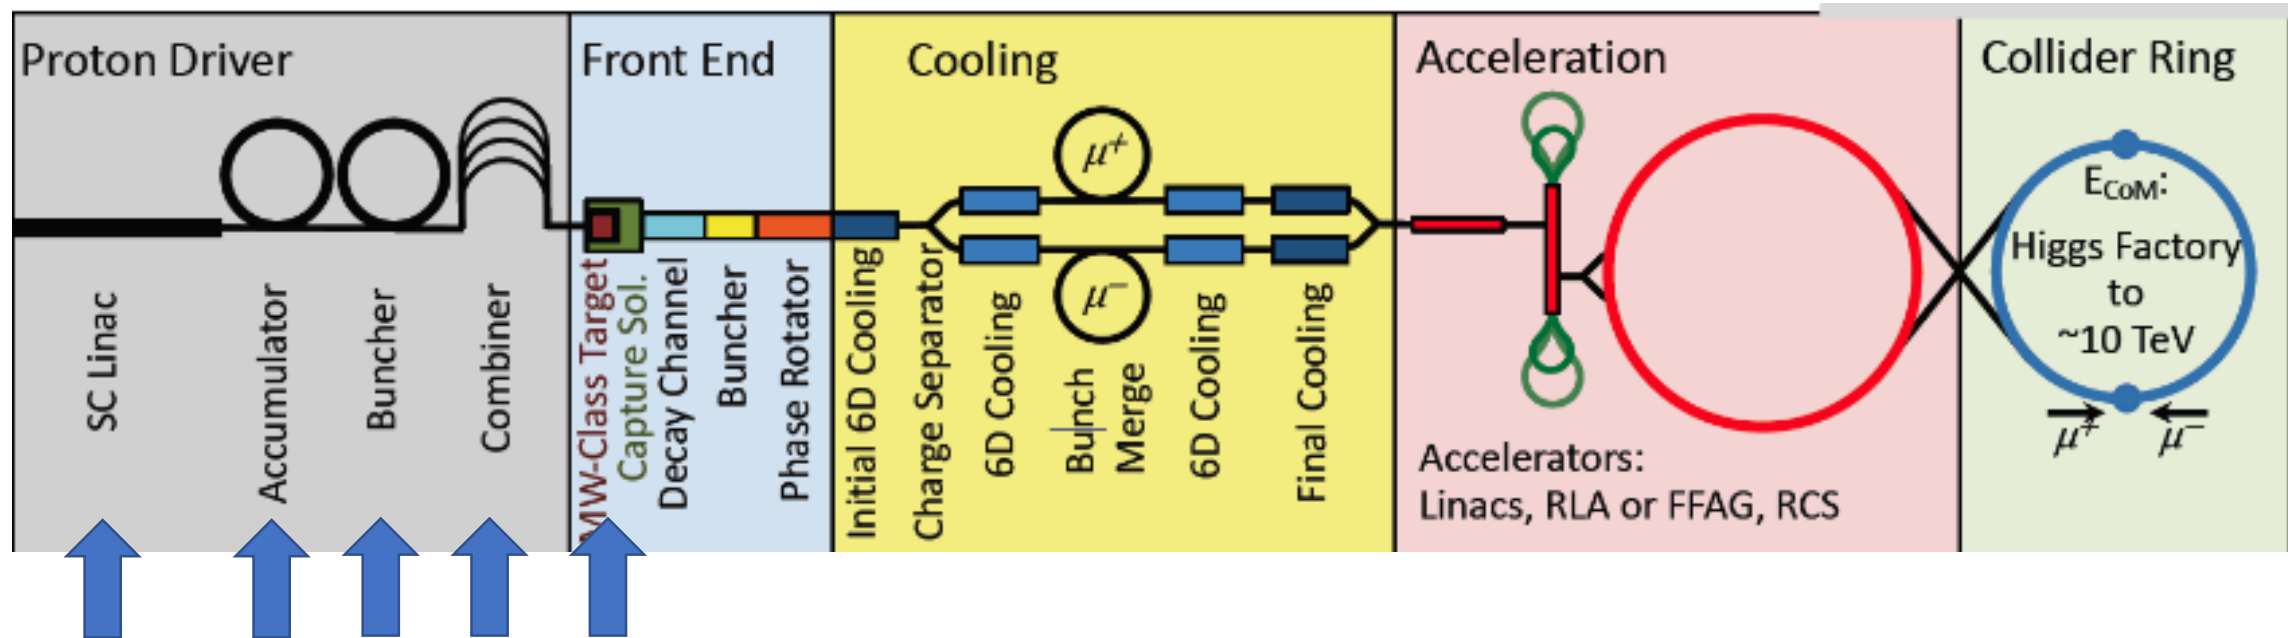 Proton Driver
Front End
Cooling
Acceleration
Collider Ring
SC Linac
Accumulator
Buncher
Combiner
MW-Class Target
Capture Sol.
Decay Channel
Buncher
Phase Rotator
Initial 6D Cooling
Charge Separator
6D Cooling
Bunch
Merge
6D Cooling
Final Cooling
μ+
μ−
Accelerators:
Linacs, RLA or FFAG, RCS
ECoM:
Higgs Factory
to
~10 TeV
μ+ μ−